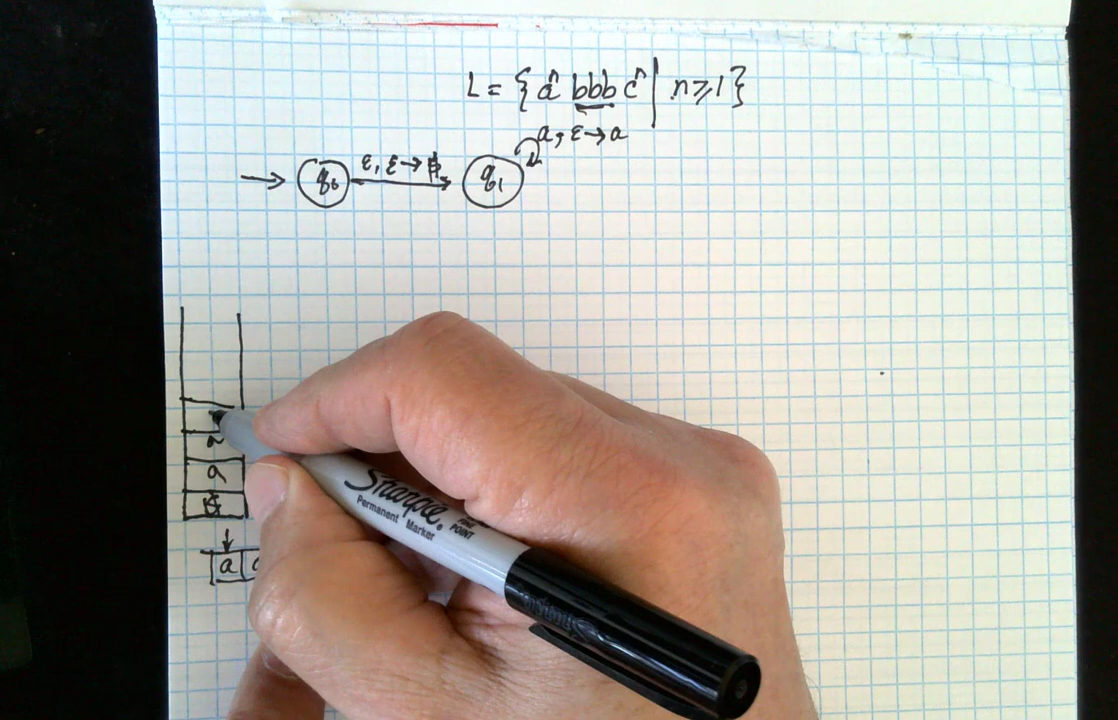 L = { aⁿ bbb cⁿ | n ≥ 1 }
a, ε → a
→ q₀ ε, ε → $ q₁
a
a
$
a
Sharpie.
FINE POINT
Permanent Marker